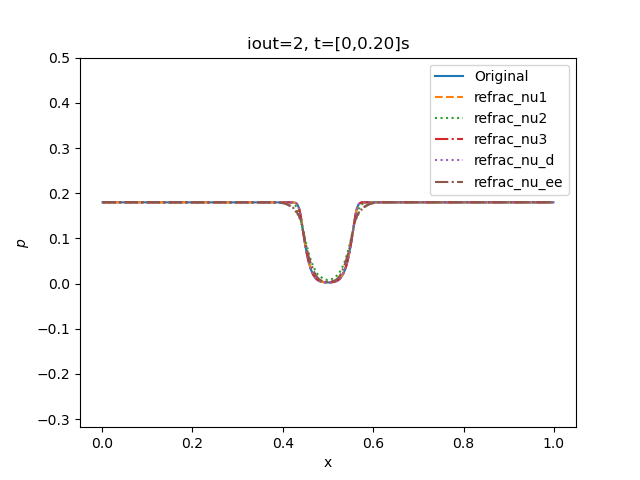 iout=2, t=[0,0.20]s
Original
refrac_nu1
refrac_nu2
refrac_nu3
refrac_nu_d
refrac_nu_ee
0.5
0.4
0.3
0.2
0.1
0.0
−0.1
−0.2
−0.3
p
0.0 0.2 0.4 0.6 0.8 1.0
x